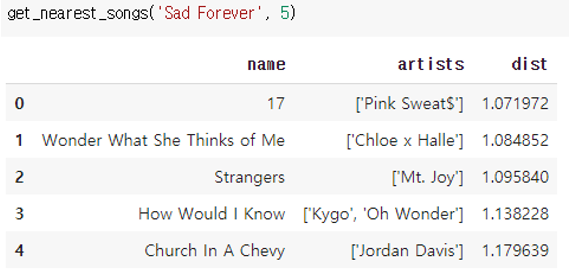 get_nearest_songs('Sad Forever', 5)
name artists dist
0 17 ['Pink Sweat$'] 1.071972
1 Wonder What She Thinks of Me ['Chloe x Halle'] 1.084852
2 Strangers ['Mt. Joy'] 1.095840
3 How Would I Know ['Kygo', 'Oh Wonder'] 1.138228
4 Church In A Chevy ['Jordan Davis'] 1.179639